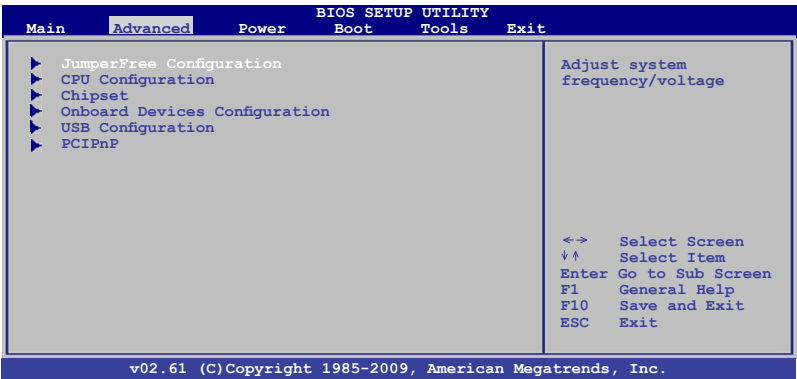 BIOS SETUP UTILITY
Main Advanced Power Boot Tools Exit
JumperFree Configuration
CPU Configuration
Chipset
Onboard Devices Configuration
USB Configuration
PCIPnP
Adjust system
frequency/voltage
←→ Select Screen
↓↑ Select Item
Enter Go to Sub Screen
F1 General Help
F10 Save and Exit
ESC Exit
v02.61 (C)Copyright 1985-2009, American Megatrends, Inc.